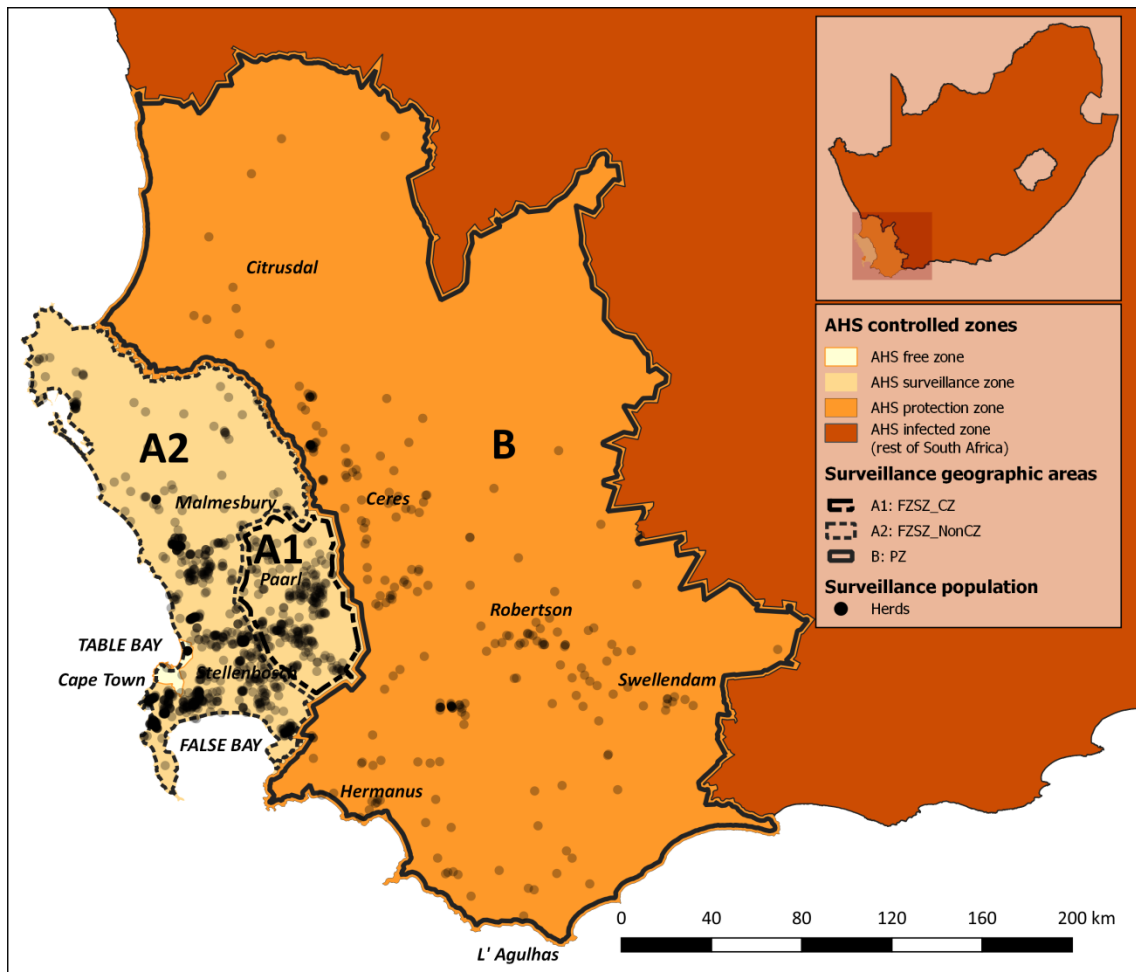 Citrusdal
A2
B
Malmesbury
Ceres
A1
Paarl
Robertson
TABLE BAY
Cape Town
Stellenbosch
Swellendam
FALSE BAY
Hermanus
L' Agulhas
AHS controlled zones
AHS free zone
AHS surveillance zone
AHS protection zone
AHS infected zone
(rest of South Africa)
Surveillance geographic areas
A1: FZSZ_CZ
A2: FZSZ_NonCZ
B: PZ
Surveillance population
Herds
0 40 80 120 160 200 km